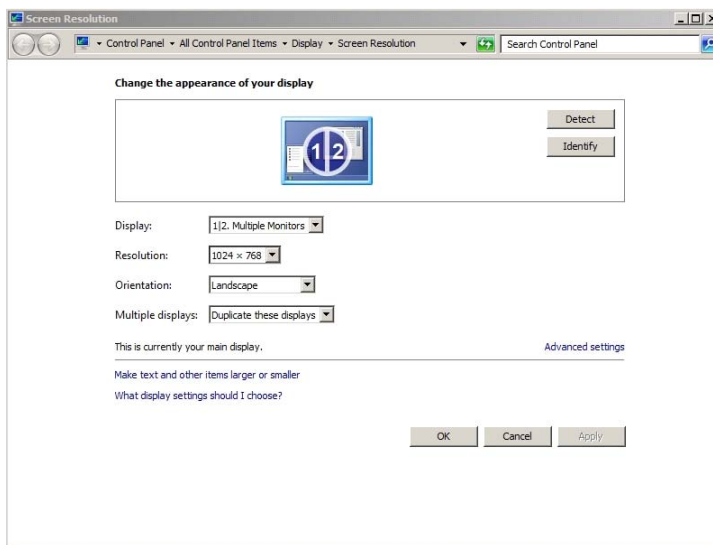 Screen Resolution
Control Panel Ā All Control Panel Items Display Screen Resolution Search Control Panel
Change the appearance of your display
1 2
Detect
Identify
Display: 1|2. Multiple Monitors
Resolution: 1024 × 768
Orientation: Landscape
Multiple displays: Duplicate these displays
This is currently your main display. Advanced settings
Make text and other items larger or smaller
What display settings should I choose?
OK Cancel Apply